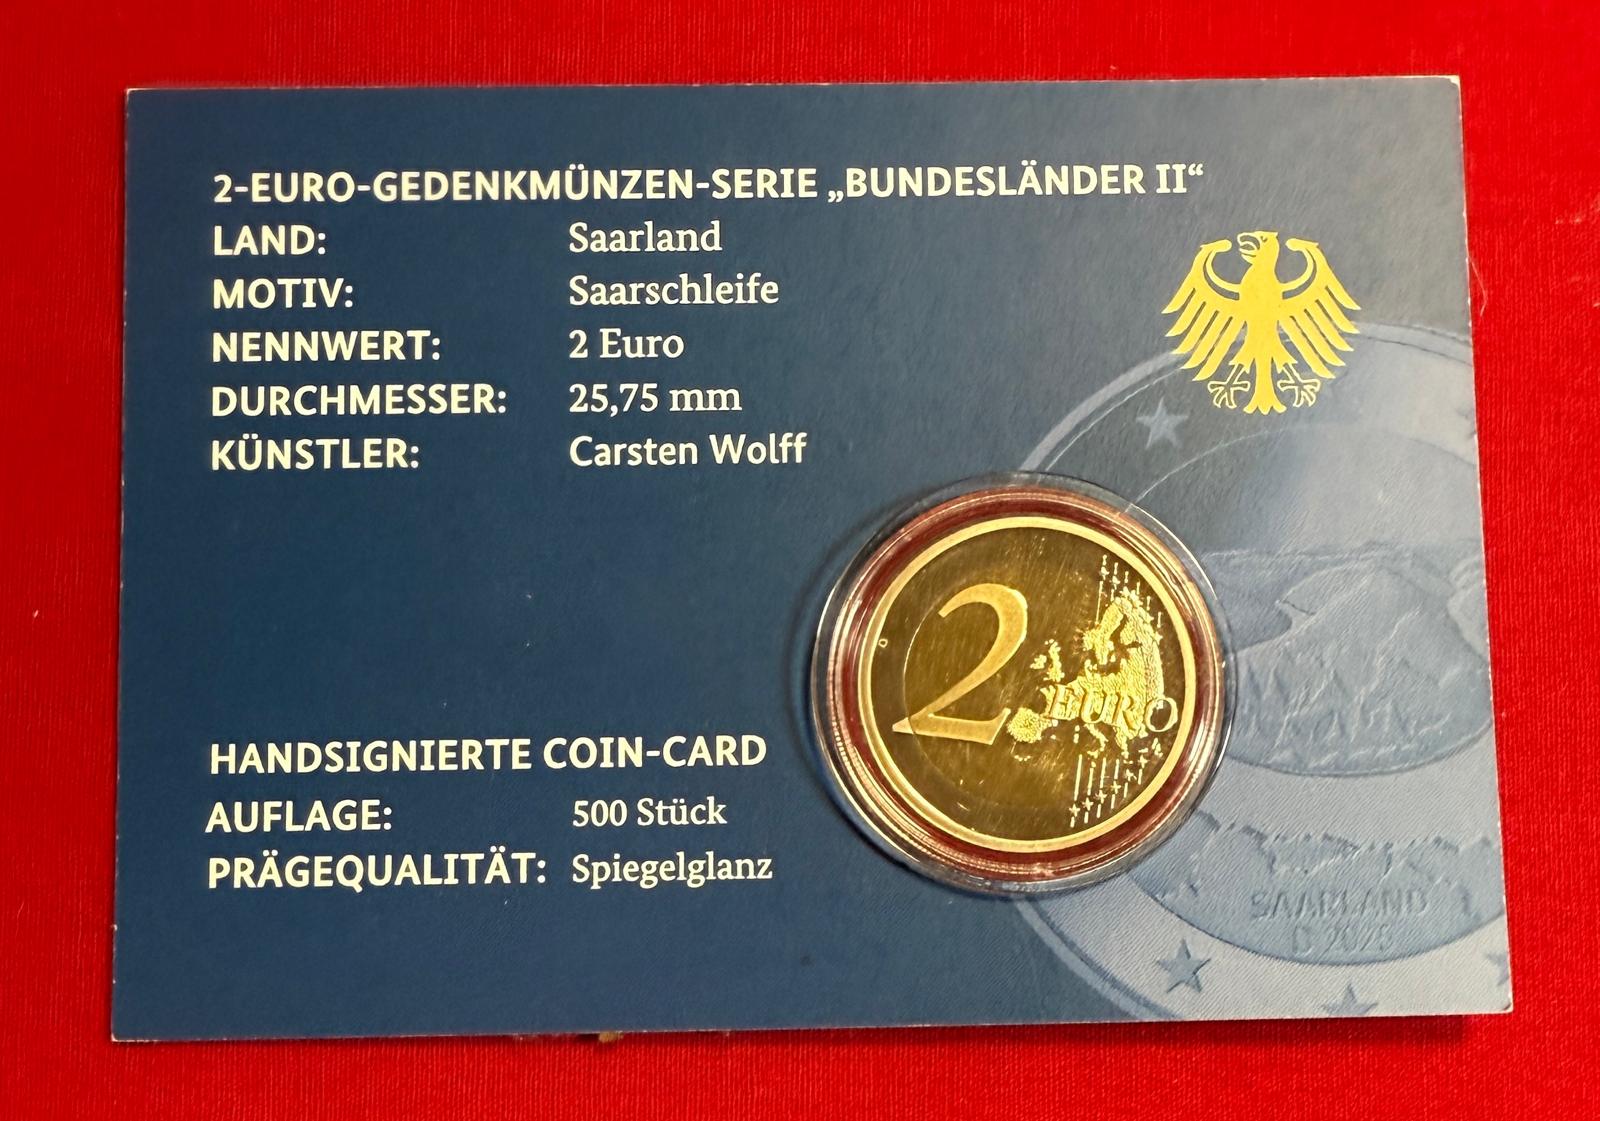 2-EURO-GEDENKMÜNZEN-SERIE „BUNDESLÄNDER II“
LAND: Saarland
MOTIV: Saarschleife
NENNWERT: 2 Euro
DURCHMESSER: 25,75 mm
KÜNSTLER: Carsten Wolff
2 EURO
HANDSIGNIERTE COIN-CARD
AUFLAGE: 500 Stück
PRÄGEQUALITÄT: Spiegelglanz
SAARLAND
D 2025